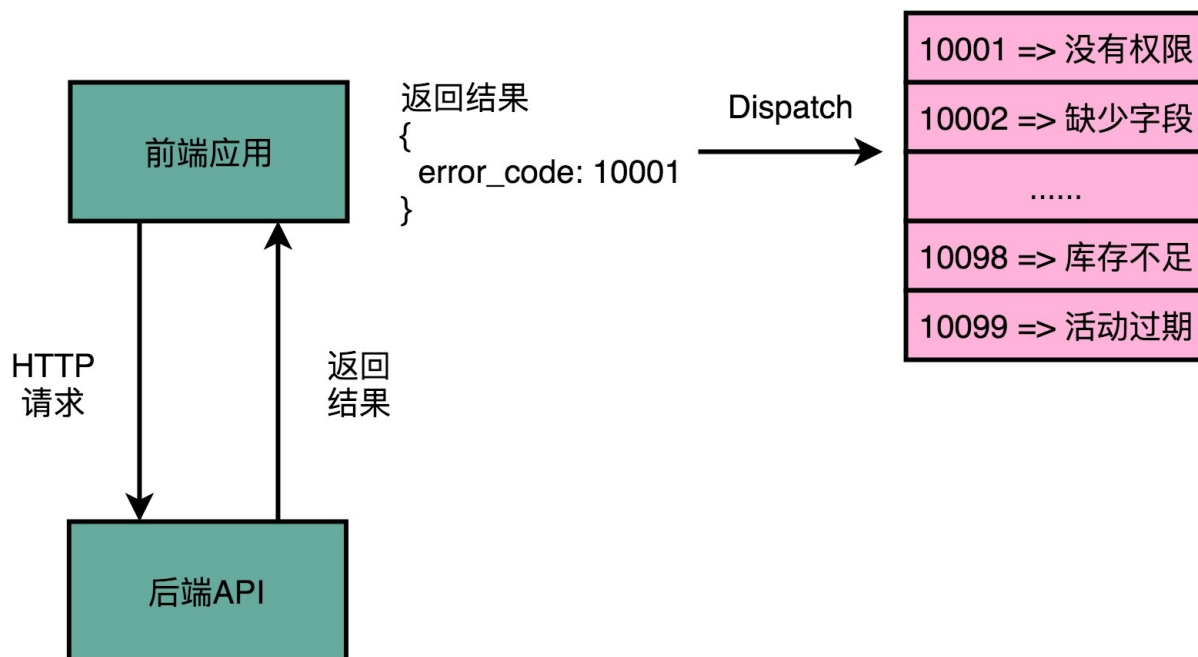 前端应用
返回结果
{
error_code: 10001
}
Dispatch
10001 => 没有权限
10002 => 缺少字段
......
10098 => 库存不足
10099 => 活动过期
HTTP
请求
返回
结果
后端API